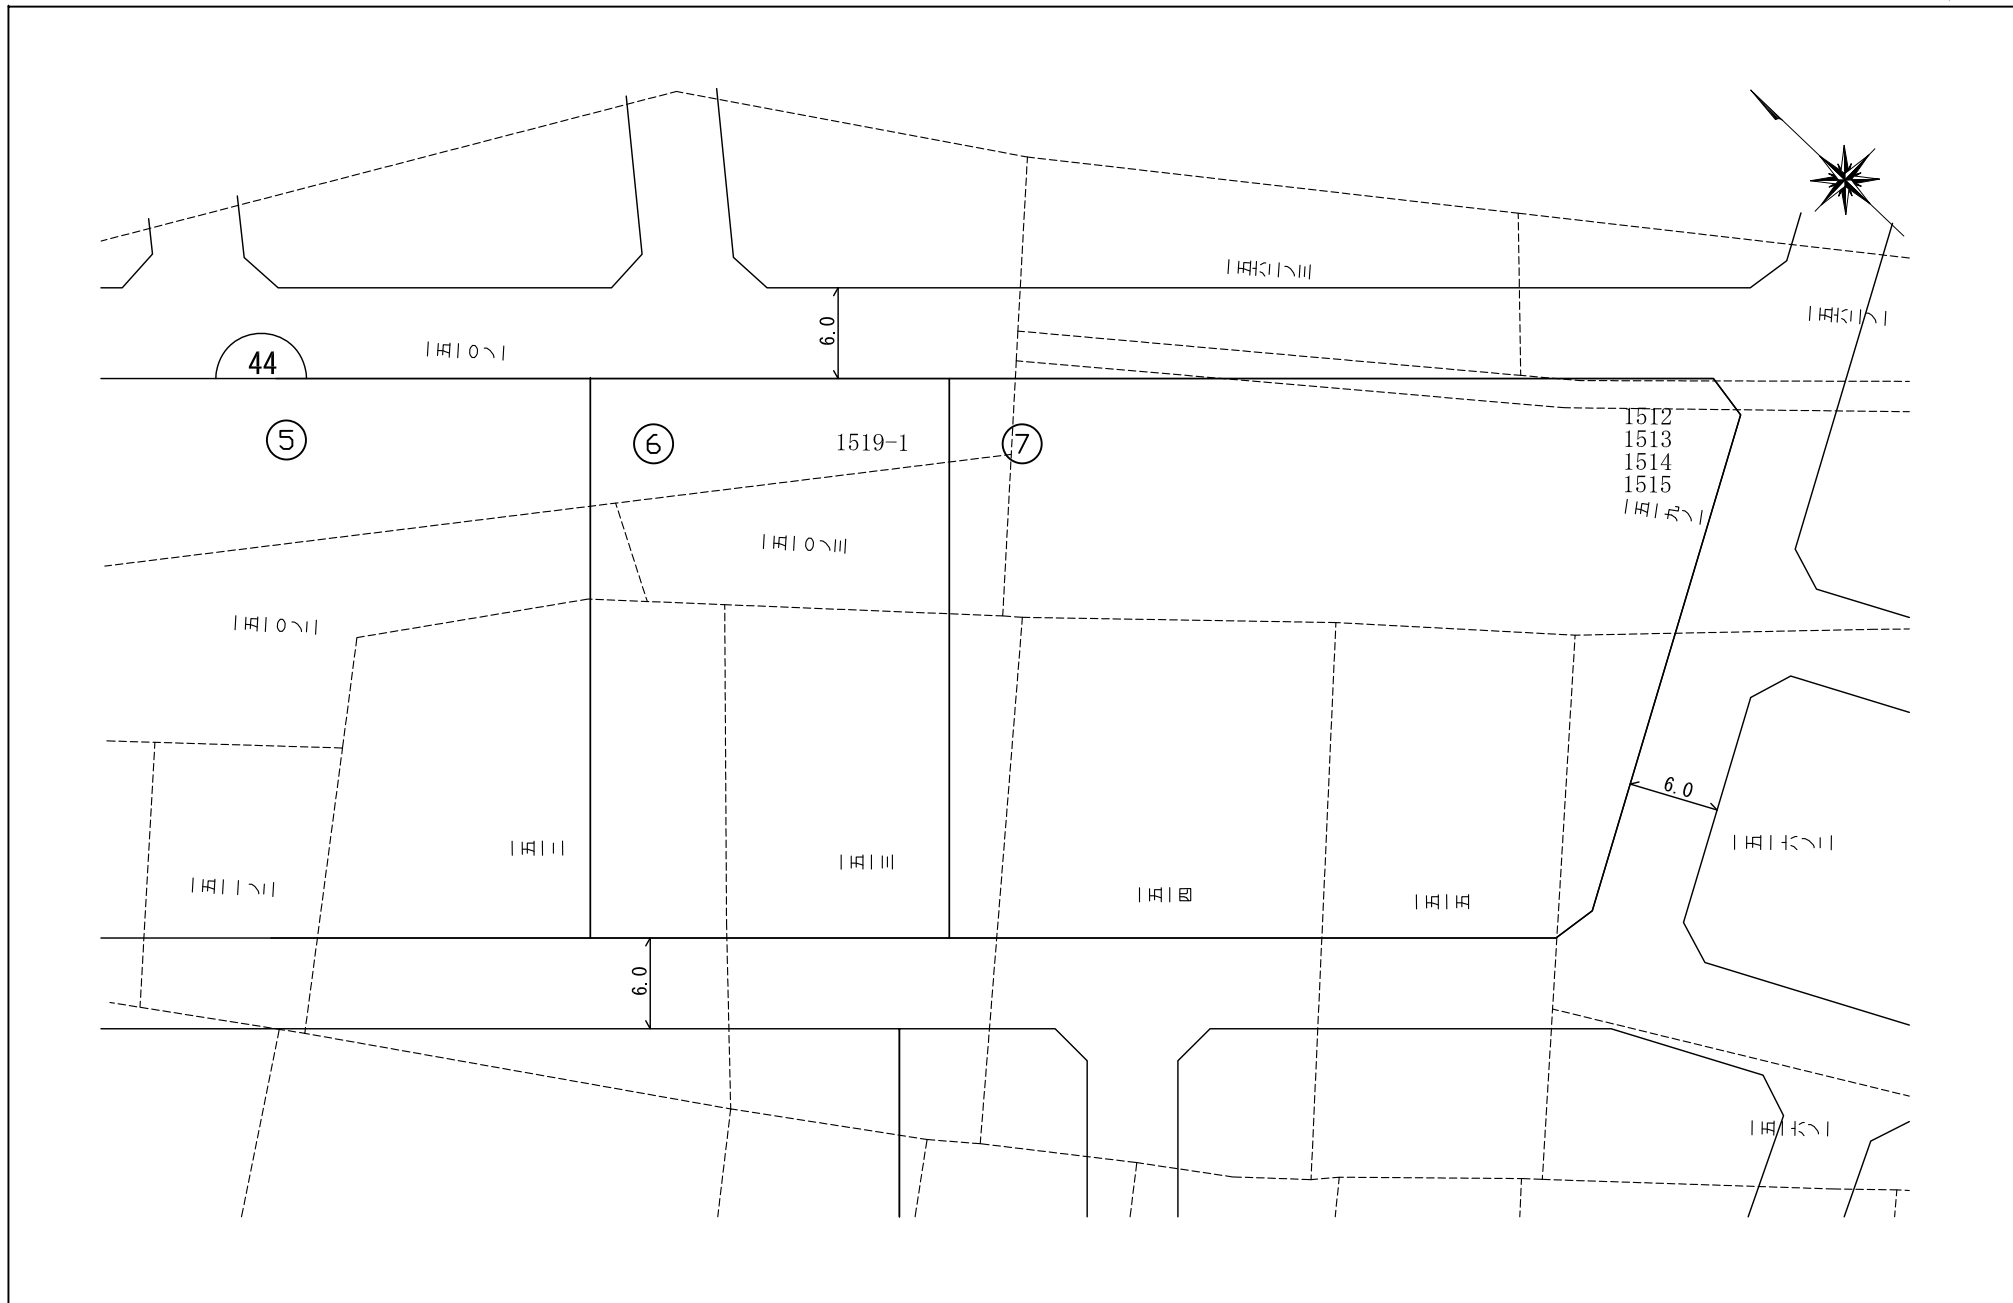 一五六二ノ三
一五六二ノ一
6.0
一五一〇ノ一
44
⑤
⑥
1519-1
⑦
1512
1513
1514
1515
一五一九ノ一
一五一〇ノ三
一五一〇ノ二
6.0
一五一六ノ二
一五一二
一五一三
一五一一ノ二
一五一四
一五一五
6.0
一五一六ノ一